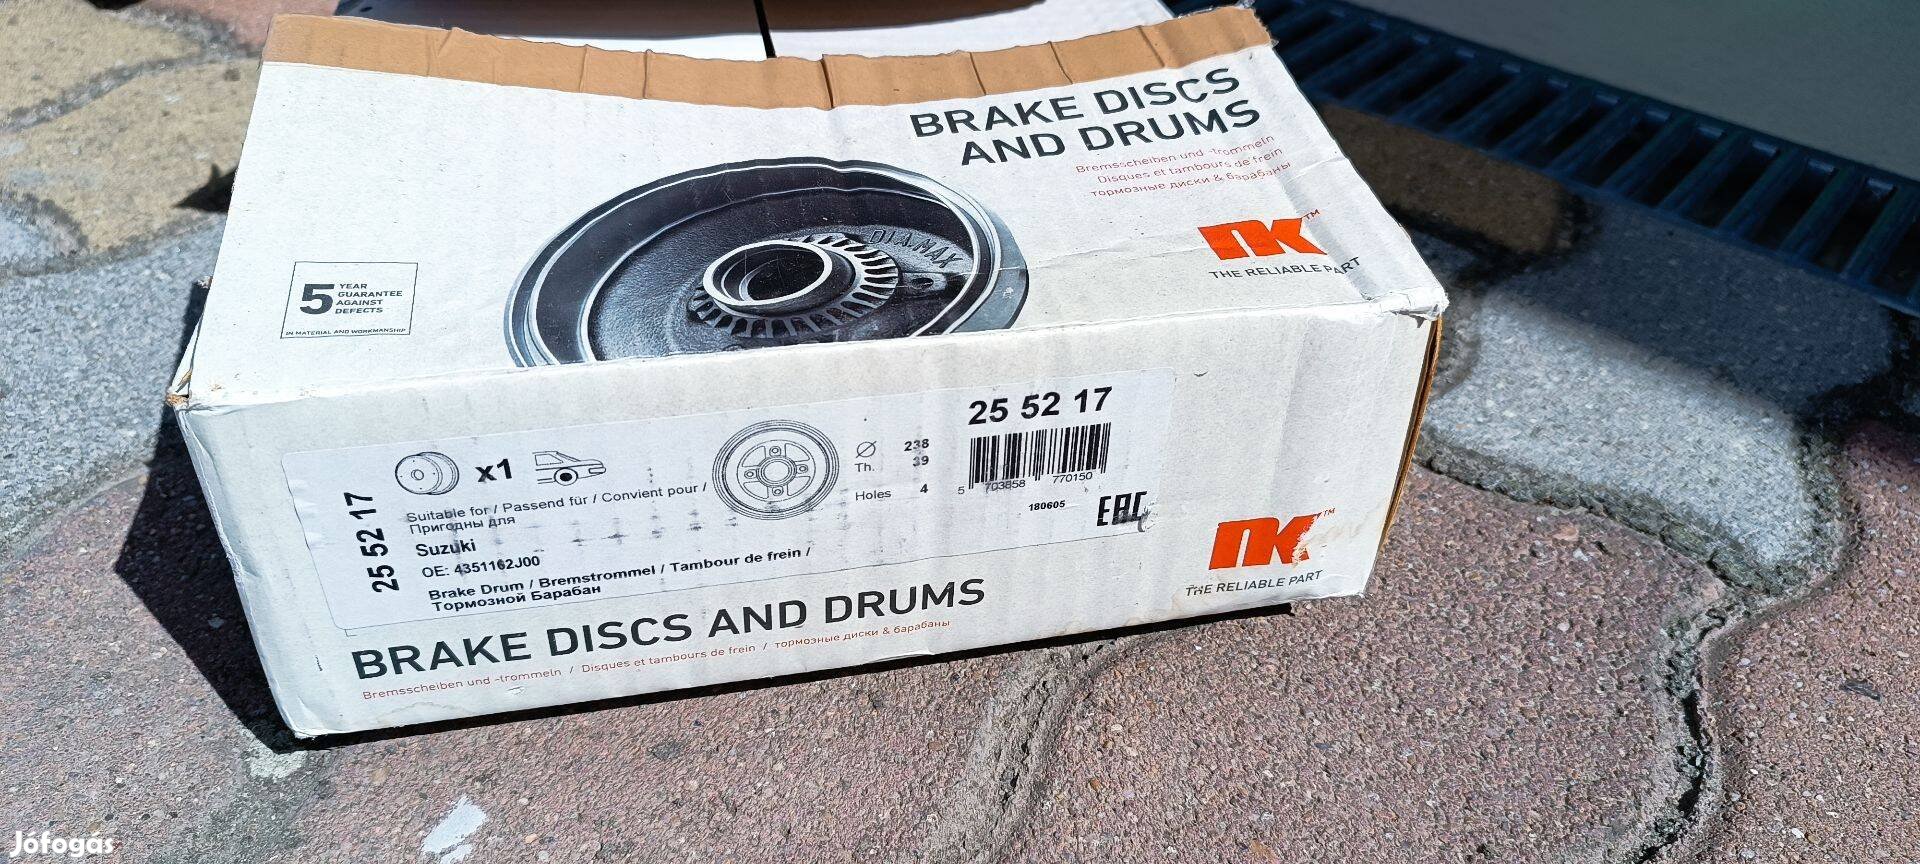 BRAKE DISCS
AND DRUMS
Bremsscheiben und -trommeln
Disques et tambours de frein
тормозные диски & барабаны
NK™
THE RELIABLE PART
DIA.MAX
5 YEAR
GUARANTEE
AGAINST
DEFECTS
IN MATERIAL AND WORKMANSHIP
25 52 17
x1
Suitable for / Passend für / Convient pour /
Пригодны для
Suzuki
OE: 4351162J00
Brake Drum / Bremstrommel / Tambour de frein /
Тормозной Барабан
Ø 238
Th. 39
Holes 4
25 52 17
5 703858 770150
180605
EAC
BRAKE DISCS AND DRUMS
Bremsscheiben und -trommeln / Disques et tambours de frein / тормозные диски & барабаны
NK™
THE RELIABLE PART
Jófogás